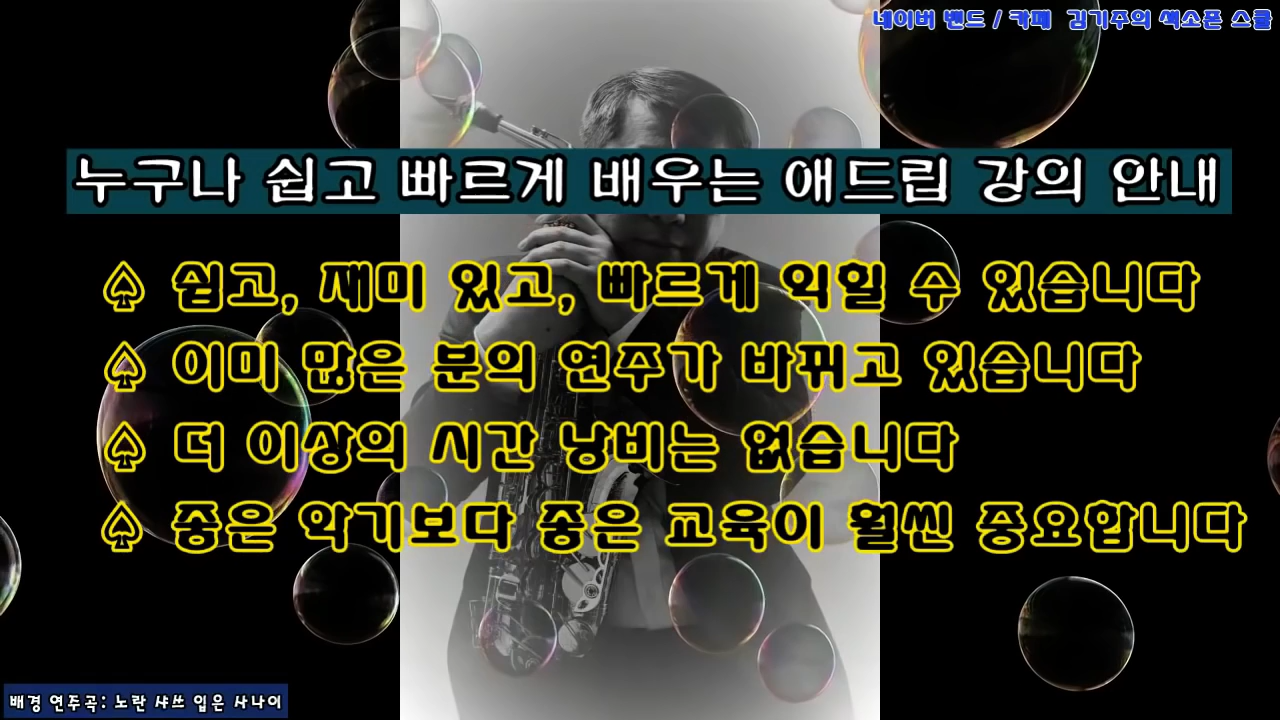 네이버 밴드 / 카페 김기주의 색소폰 스쿨
누구나 쉽고 빠르게 배우는 애드립 강의 안내
♤ 쉽고, 재미 있고, 빠르게 익힐 수 있습니다
♤ 이미 많은 분의 연주가 바뀌고 있습니다
♤ 더 이상의 시간 낭비는 없습니다
♤ 좋은 악기보다 좋은 교육이 훨씬 중요합니다
배경 연주곡: 노란 샤쓰 입은 사나이